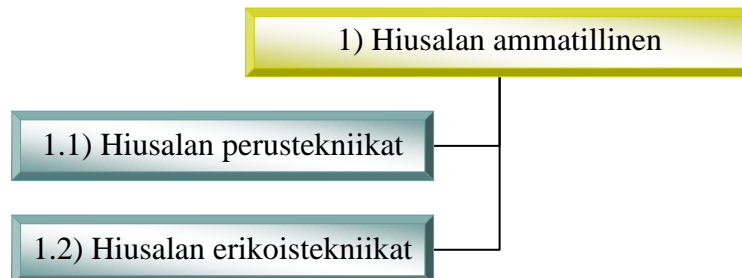 1) Hiusalan ammatillinen
1.1) Hiusalan perustekniikat
1.2) Hiusalan erikoistekniikat